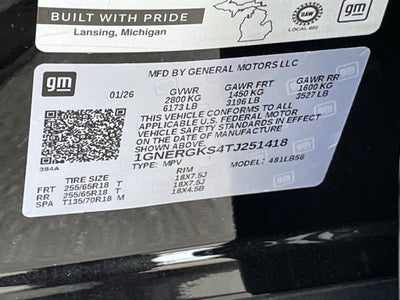 BUILT WITH PRIDE
Lansing, Michigan
UAW
LOCAL 602
gm
gm
MFD BY GENERAL MOTORS LLC
01/26 GVWR GAWR FRT GAWR RR
2800 KG 1450 KG 1600 KG
6173 LB 3196 LB 3527 LB
THIS VEHICLE CONFORMS TO ALL
APPLICABLE U.S. FEDERAL MOTOR
VEHICLE SAFETY STANDARDS IN EFFECT
ON THE DATE OF MANUFACTURE
SHOWN ABOVE.
1GNERGKS4TJ251418
384A TYPE: MPV MODEL: 481LB56
TIRE SIZE RIM
FRT 255/65R18 T 18X7.5J
RR 255/65R18 T 18X7.5J
SPA T135/70R18 M 18X4.5B